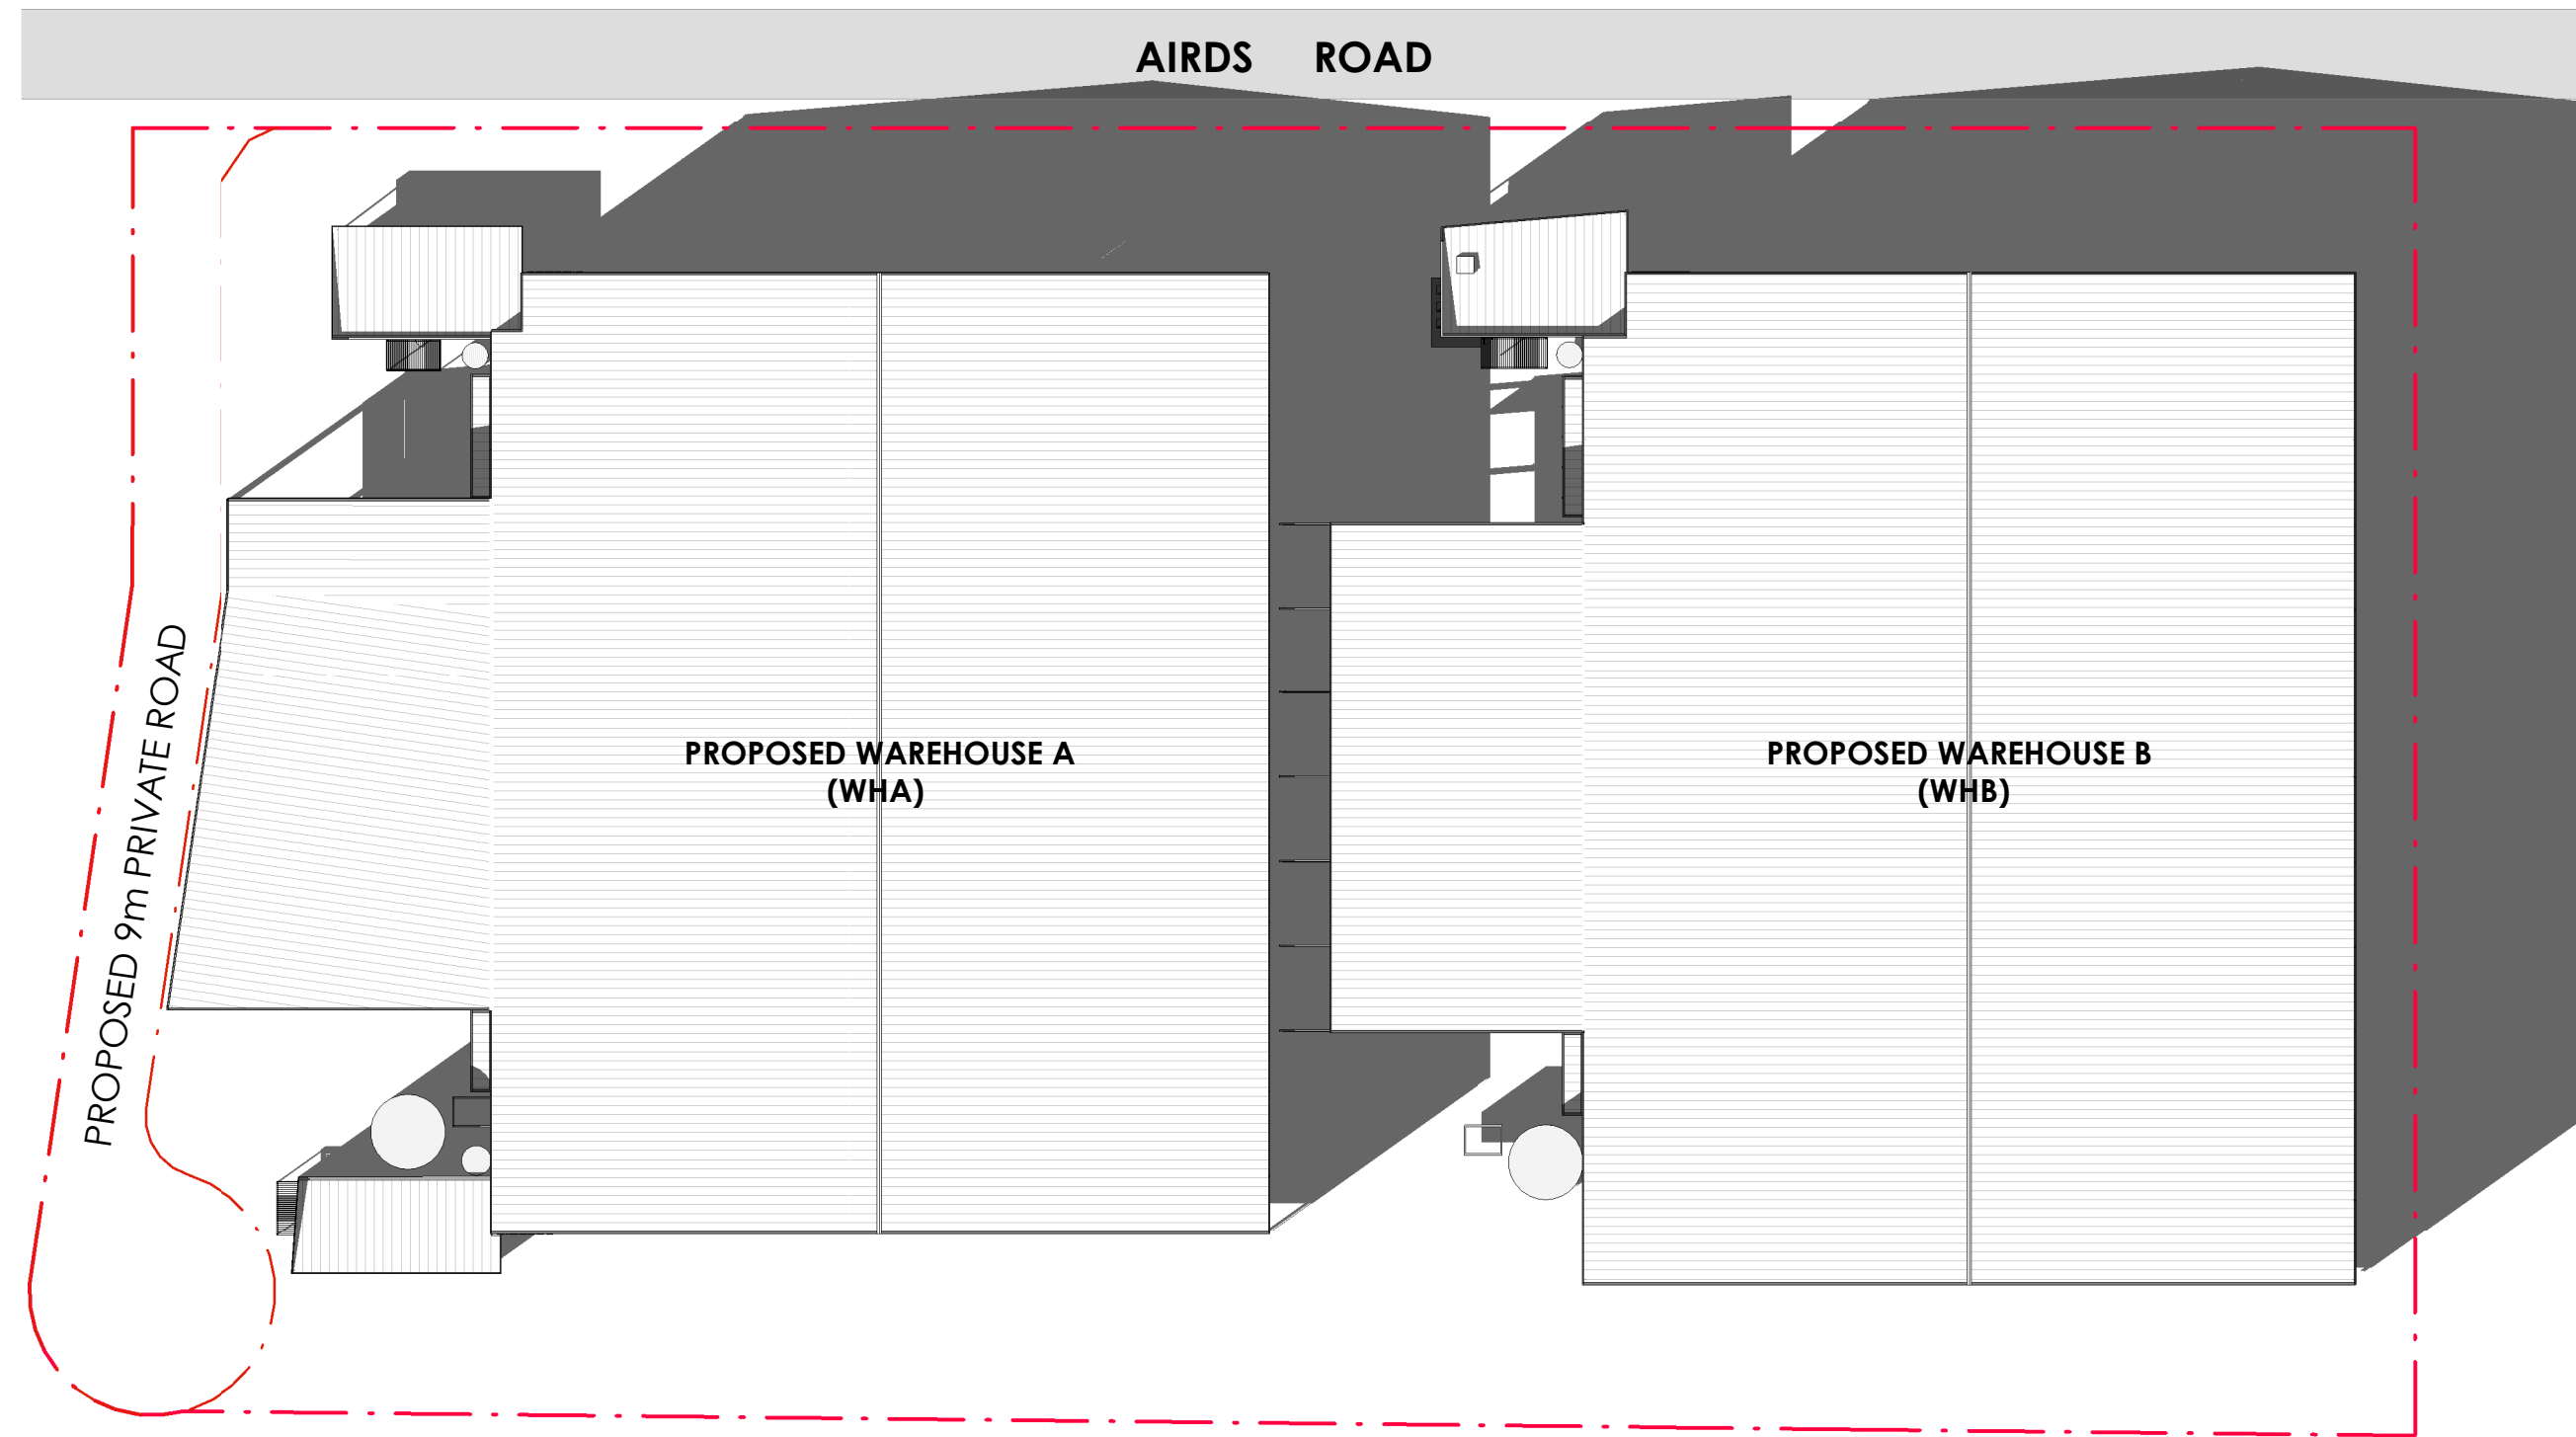 AIRDS ROAD
PROPOSED 9m PRIVATE ROAD
PROPOSED WAREHOUSE A
(WHA)
PROPOSED WAREHOUSE B
(WHB)